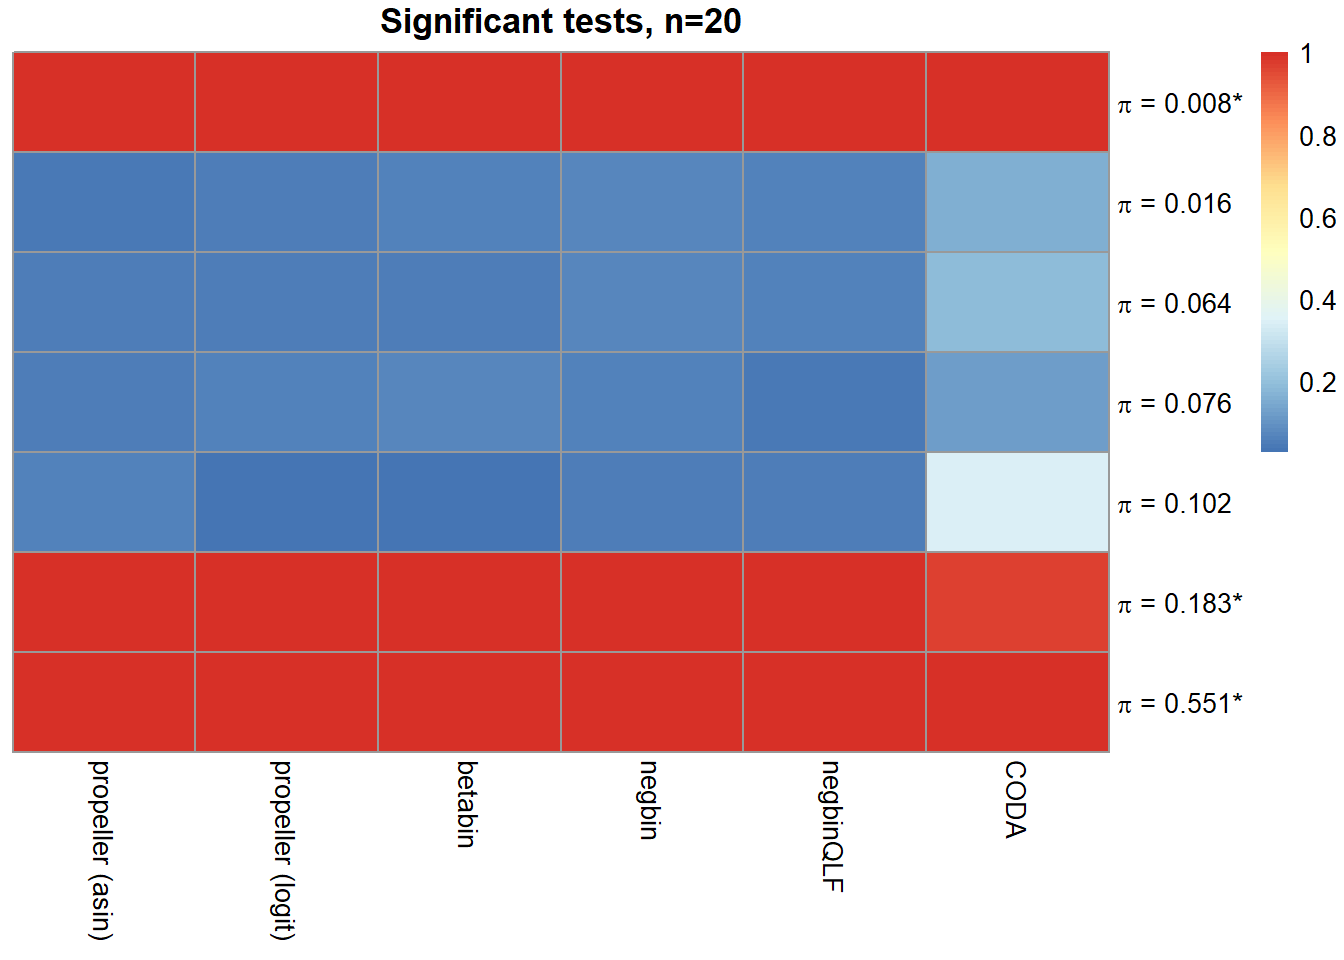 Significant tests, n=20
π = 0.008*
π = 0.016
π = 0.064
π = 0.076
π = 0.102
π = 0.183*
π = 0.551*
1
0.8
0.6
0.4
0.2
propeller (asin)
propeller (logit)
betabin
negbin
negbinQLF
CODA